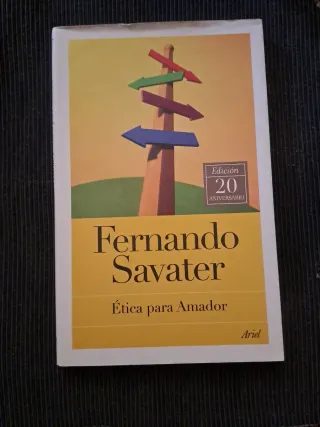 Edición
20
ANIVERSARIO
Fernando
Savater
Ética para Amador
Ariel